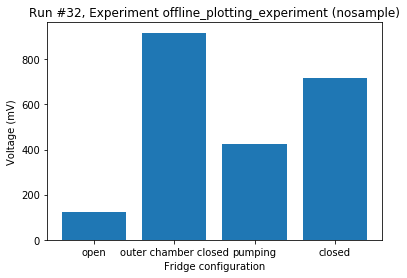 Run #32, Experiment offline_plotting_experiment (nosample)
Voltage (mV)
800
600
400
200
0
open outer chamber closed pumping closed
Fridge configuration